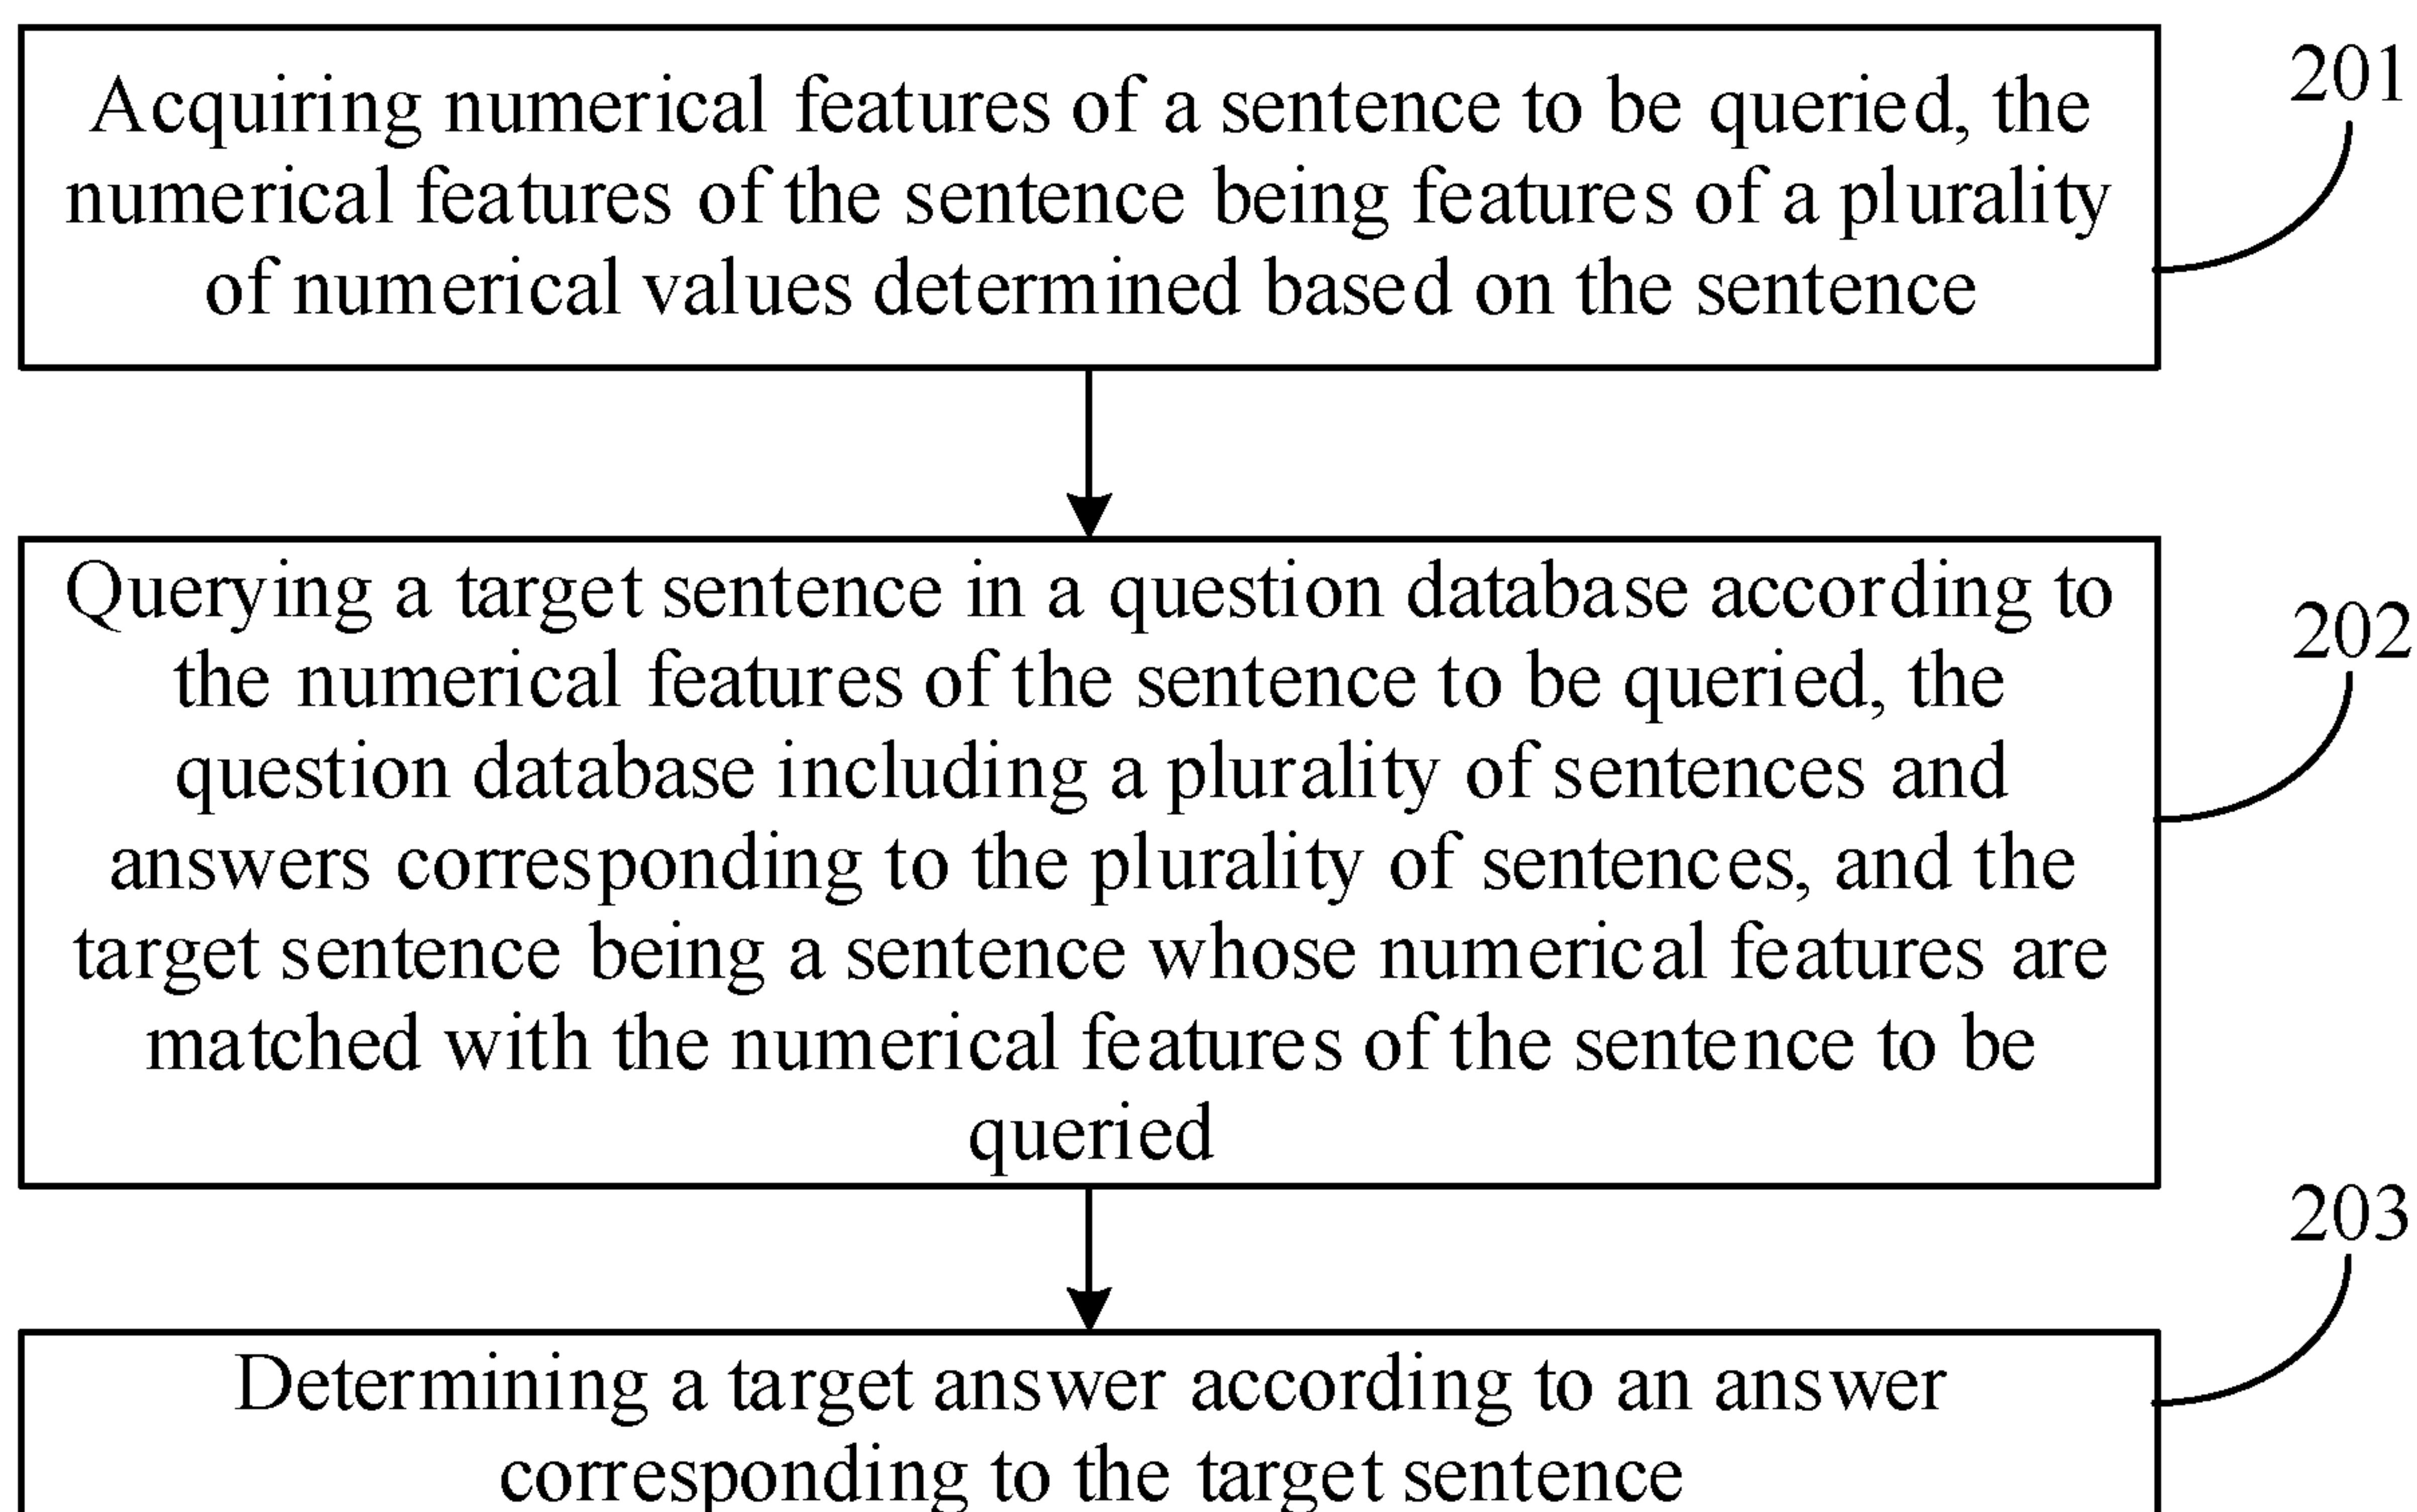 Acquiring numerical features of a sentence to be queried, the
numerical features of the sentence being features of a plurality
of numerical values determined based on the sentence
201
Querying a target sentence in a question database according to
the numerical features of the sentence to be queried, the
question database including a plurality of sentences and
answers corresponding to the plurality of sentences, and the
target sentence being a sentence whose numerical features are
matched with the numerical features of the sentence to be
queried
202
Determining a target answer according to an answer
corresponding to the target sentence
203